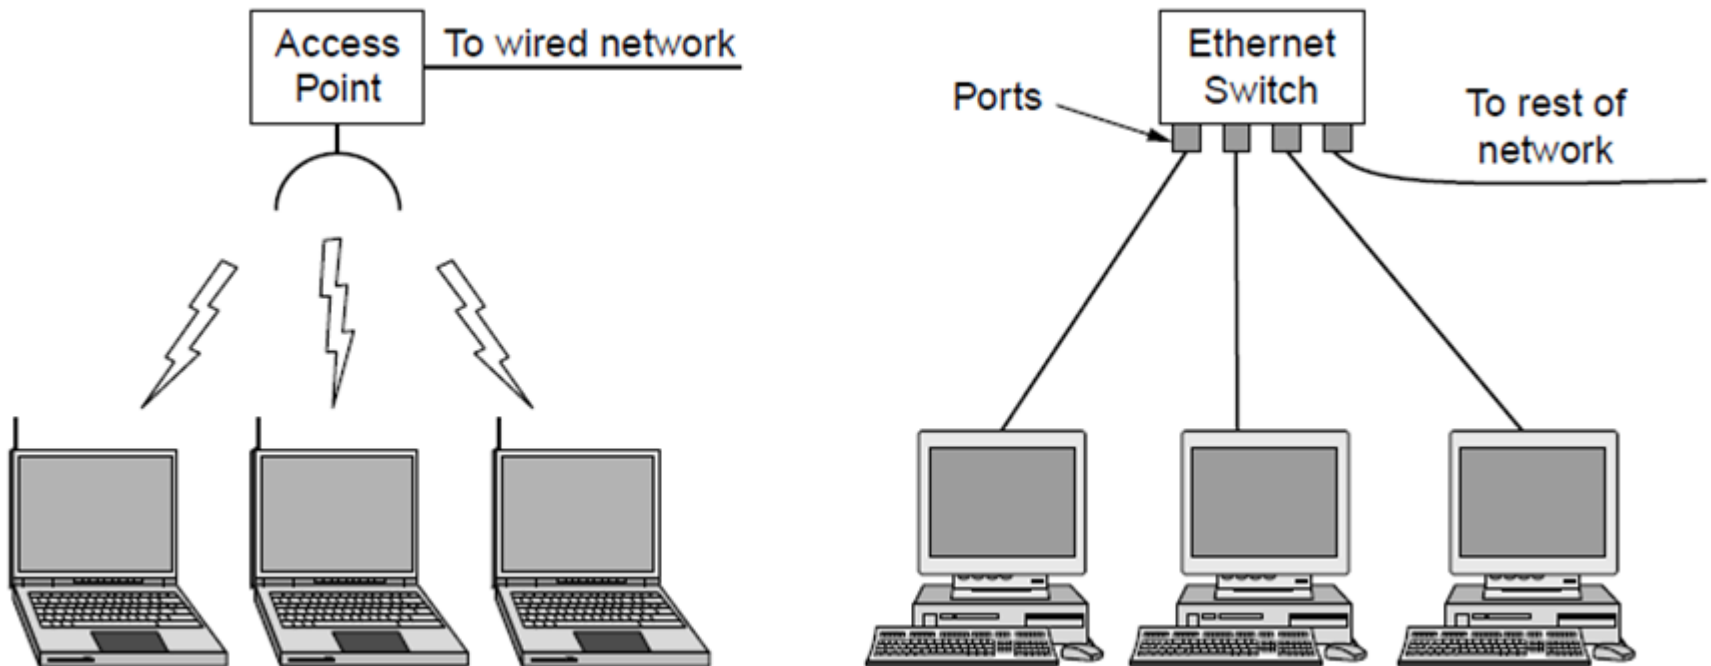 Access
Point
To wired network
Ethernet
Switch
Ports
To rest of
network